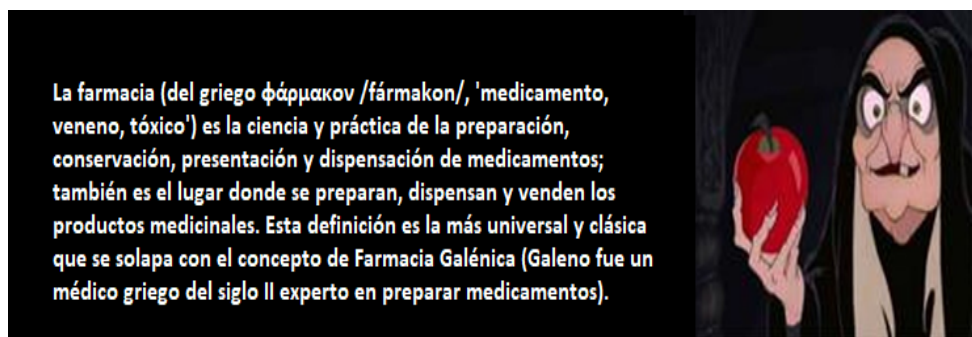 La farmacia (del griego φάρμακον /fármakon/, 'medicamento,
veneno, tóxico') es la ciencia y práctica de la preparación,
conservación, presentación y dispensación de medicamentos;
también es el lugar donde se preparan, dispensan y venden los
productos medicinales. Esta definición es la más universal y clásica
que se solapa con el concepto de Farmacia Galénica (Galeno fue un
médico griego del siglo II experto en preparar medicamentos).